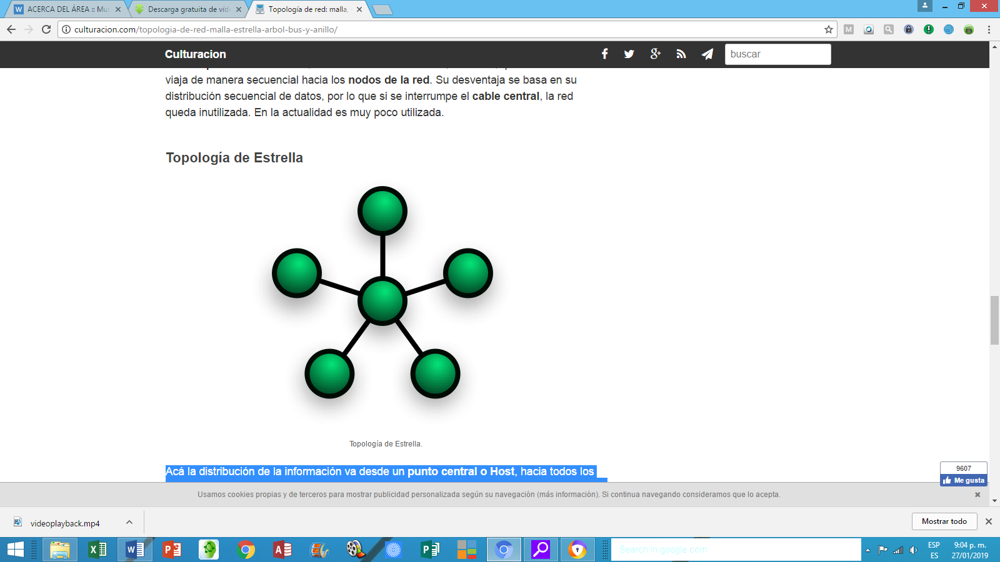 ACERCA DEL ÁREA :: Mu
Descarga gratuita de víd
Topología de red: malla,
culturacion.com/topologia-de-red-malla-estrella-arbol-bus-y-anillo/
Culturacion
buscar
viaja de manera secuencial hacia los nodos de la red. Su desventaja se basa en su
distribución secuencial de datos, por lo que si se interrumpe el cable central, la red
queda inutilizada. En la actualidad es muy poco utilizada.
Topología de Estrella
Topología de Estrella.
Acá la distribución de la información va desde un punto central o Host, hacia todos los
9607
Me gusta
Usamos cookies propias y de terceros para mostrar publicidad personalizada según su navegación (más información). Si continua navegando consideramos que lo acepta.
videoplayback.mp4
Mostrar todo
Search in google.com
ESP
ES
9:04 p. m.
27/01/2019